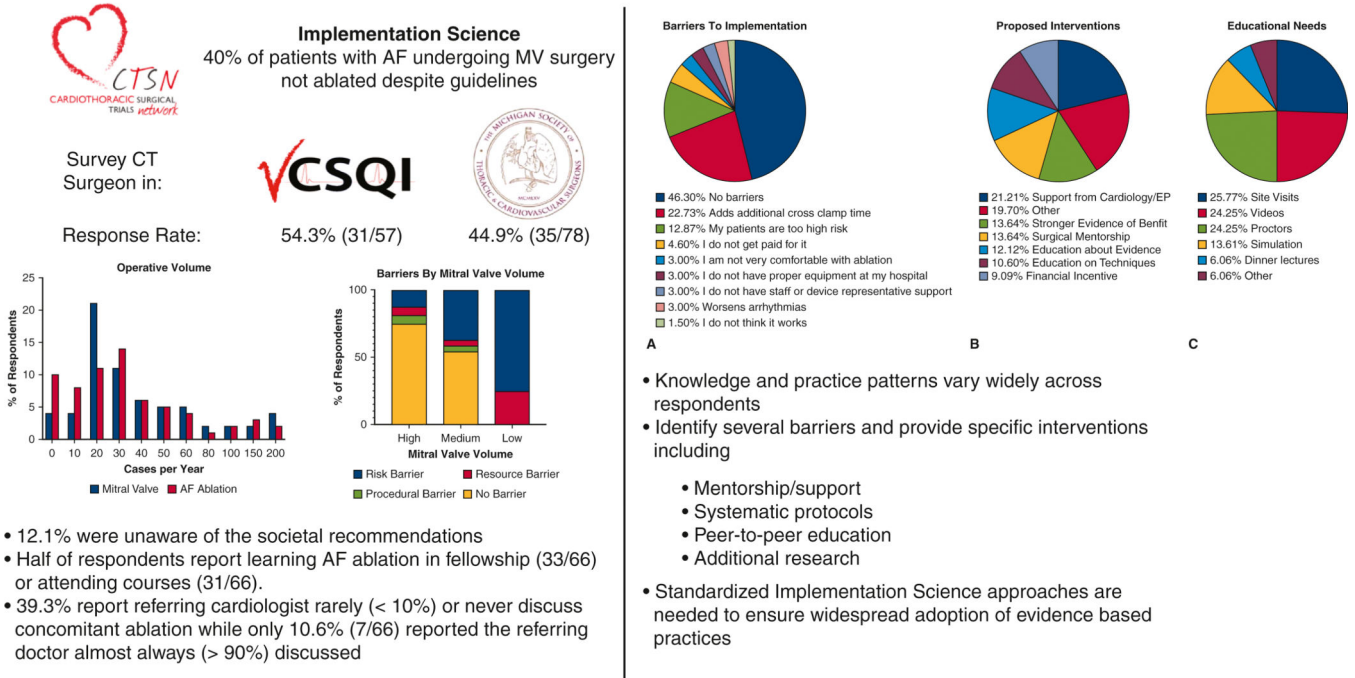 CTSN
CARDIOTHORACIC SURGICAL
TRIALS network
Implementation Science
40% of patients with AF undergoing MV surgery
not ablated despite guidelines
Survey CT
Surgeon in:
VCSQI
THE MICHIGAN SOCIETY OF
THORACIC & CARDIOVASCULAR SURGEONS
MCMLXV
Response Rate:
54.3% (31/57)
44.9% (35/78)
Operative Volume
% of Respondents
25
20
15
10
5
0
0 10 20 30 40 50 60 80 100 150 200
Cases per Year
Mitral Valve
AF Ablation
Barriers By Mitral Valve Volume
% of Respondents
100
50
0
High Medium Low
Mitral Valve Volume
Risk Barrier
Resource Barrier
Procedural Barrier
No Barrier
• 12.1% were unaware of the societal recommendations
• Half of respondents report learning AF ablation in fellowship (33/66)
or attending courses (31/66).
• 39.3% report referring cardiologist rarely (< 10%) or never discuss
concomitant ablation while only 10.6% (7/66) reported the referring
doctor almost always (> 90%) discussed
Barriers To Implementation
46.30% No barriers
22.73% Adds additional cross clamp time
12.87% My patients are too high risk
4.60% I do not get paid for it
3.00% I am not very comfortable with ablation
3.00% I do not have proper equipment at my hospital
3.00% I do not have staff or device representative support
3.00% Worsens arrhythmias
1.50% I do not think it works
A
Proposed Interventions
21.21% Support from Cardiology/EP
19.70% Other
13.64% Stronger Evidence of Benfit
13.64% Surgical Mentorship
12.12% Education about Evidence
10.60% Education on Techniques
9.09% Financial Incentive
B
Educational Needs
25.77% Site Visits
24.25% Videos
24.25% Proctors
13.61% Simulation
6.06% Dinner lectures
6.06% Other
C
• Knowledge and practice patterns vary widely across
respondents
• Identify several barriers and provide specific interventions
including
• Mentorship/support
• Systematic protocols
• Peer-to-peer education
• Additional research
• Standardized Implementation Science approaches are
needed to ensure widespread adoption of evidence based
practices